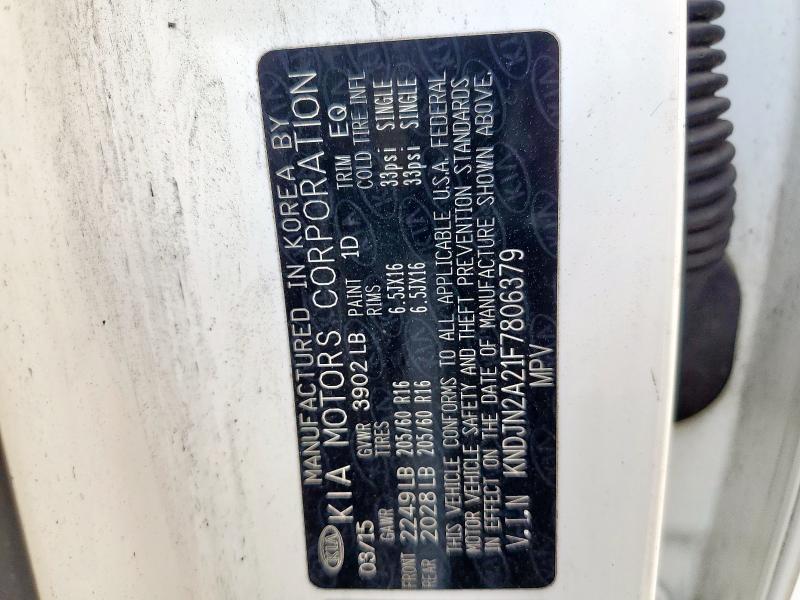 MANUFACTURED IN KOREA BY
KIA KIA MOTORS CORPORATION
03/15 GVWR 3902LB PAINT 1D TRIM EQ
GAWR TIRES RIMS COLD TIRE INFL
FRONT 2249LB 205/60 R16 6.5JX16 33psi SINGLE
REAR 2028LB 205/60 R16 6.5JX16 33psi SINGLE
THIS VEHICLE CONFORMS TO ALL APPLICABLE U.S.A. FEDERAL
MOTOR VEHICLE SAFETY AND THEFT PREVENTION STANDARDS
IN EFFECT ON THE DATE OF MANUFACTURE SHOWN ABOVE.
V.I.N KNDJN2A21F7806379
MPV